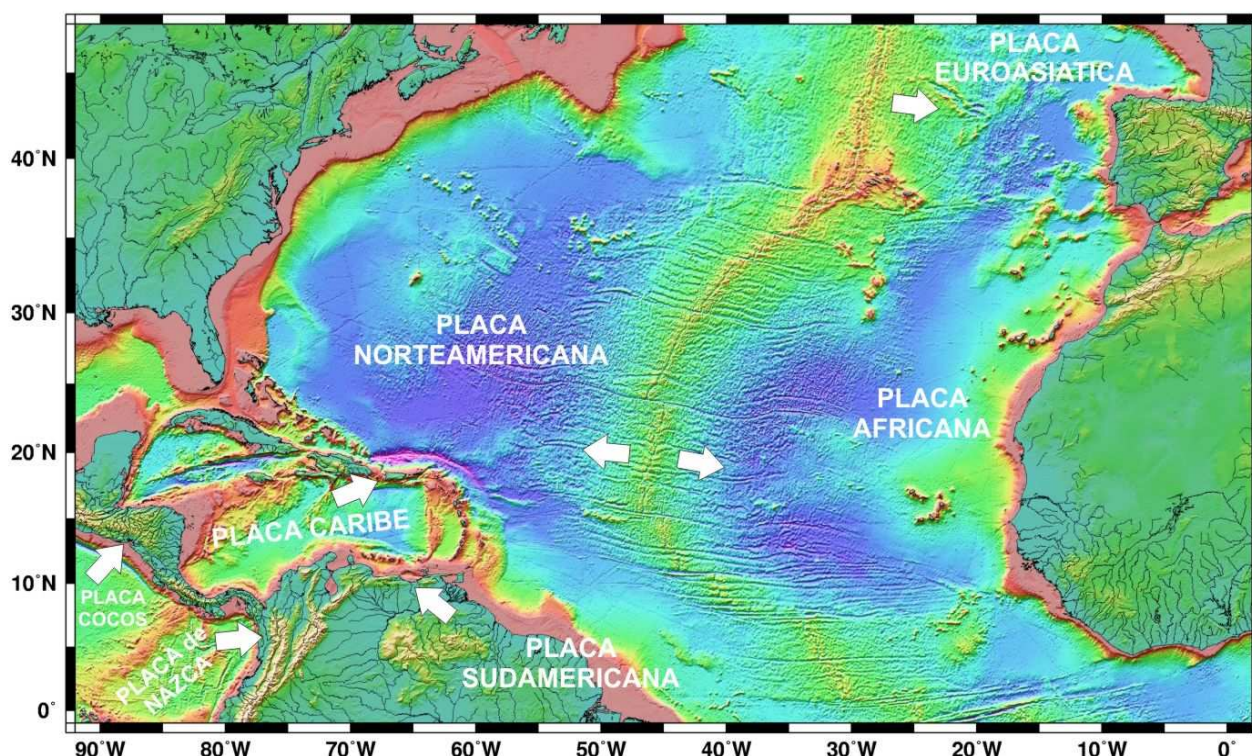 PLACA
EUROASIATICA
40°N
30°N
PLACA
NORTEAMERICANA
PLACA
AFRICANA
20°N
PLACA CARIBE
10°N
PLACA
COCOS
PLACA de
NAZCA
PLACA
SUDAMERICANA
0°
90°W 80°W 70°W 60°W 50°W 40°W 30°W 20°W 10°W 0°